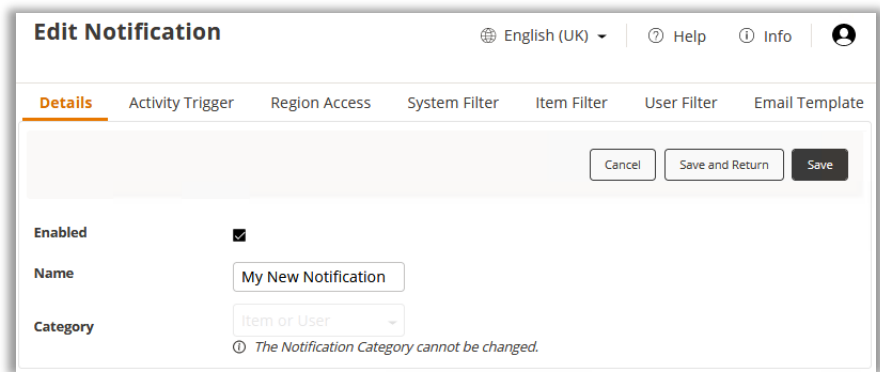 Edit Notification
English (UK)
Help
Info
Details
Activity Trigger
Region Access
System Filter
Item Filter
User Filter
Email Template
Cancel
Save and Return
Save
Enabled
Name
My New Notification
Category
Item or User
The Notification Category cannot be changed.